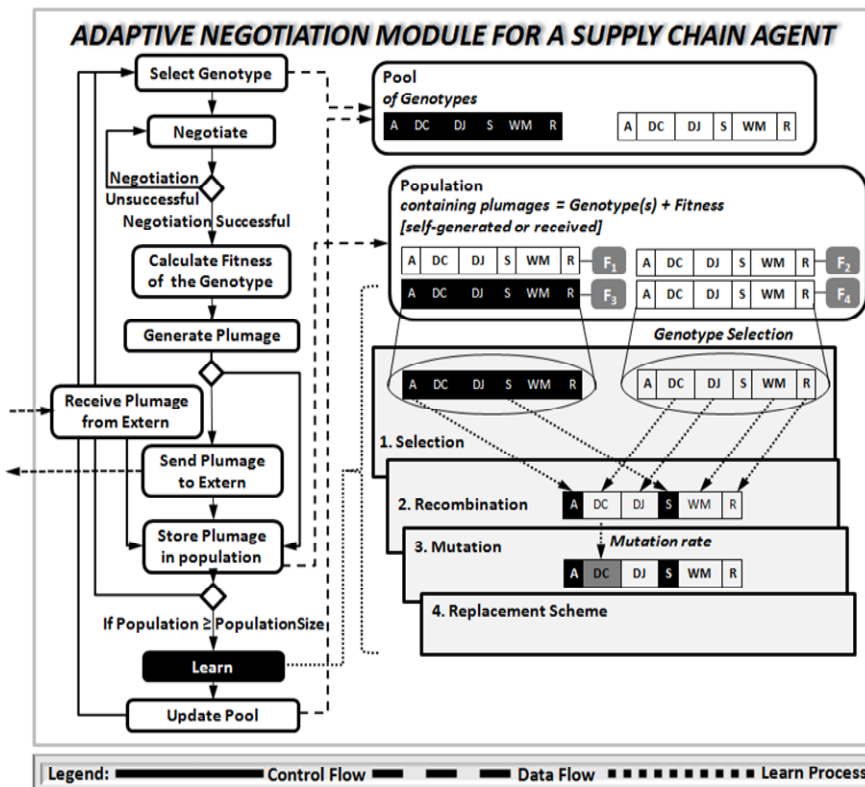 ADAPTIVE NEGOTIATION MODULE FOR A SUPPLY CHAIN AGENT
Select Genotype
Negotiate
Negotiation
Unsuccessful
Negotiation Successful
Calculate Fitness
of the Genotype
Generate Plumage
Receive Plumage
from Extern
Send Plumage
to Extern
Store Plumage
in population
If Population ≥ PopulationSize
Learn
Update Pool
Pool
of Genotypes
A DC DJ S WM R
A DC DJ S WM R
Population
containing plumages = Genotype(s) + Fitness
[self-generated or received]
A DC DJ S WM R F1
A DC DJ S WM R F2
A DC DJ S WM R F3
A DC DJ S WM R F4
Genotype Selection
A DC DJ S WM R
A DC DJ S WM R
1. Selection
2. Recombination
A DC DJ S WM R
3. Mutation
Mutation rate
A DC DJ S WM R
4. Replacement Scheme
Legend: Control Flow Data Flow Learn Process